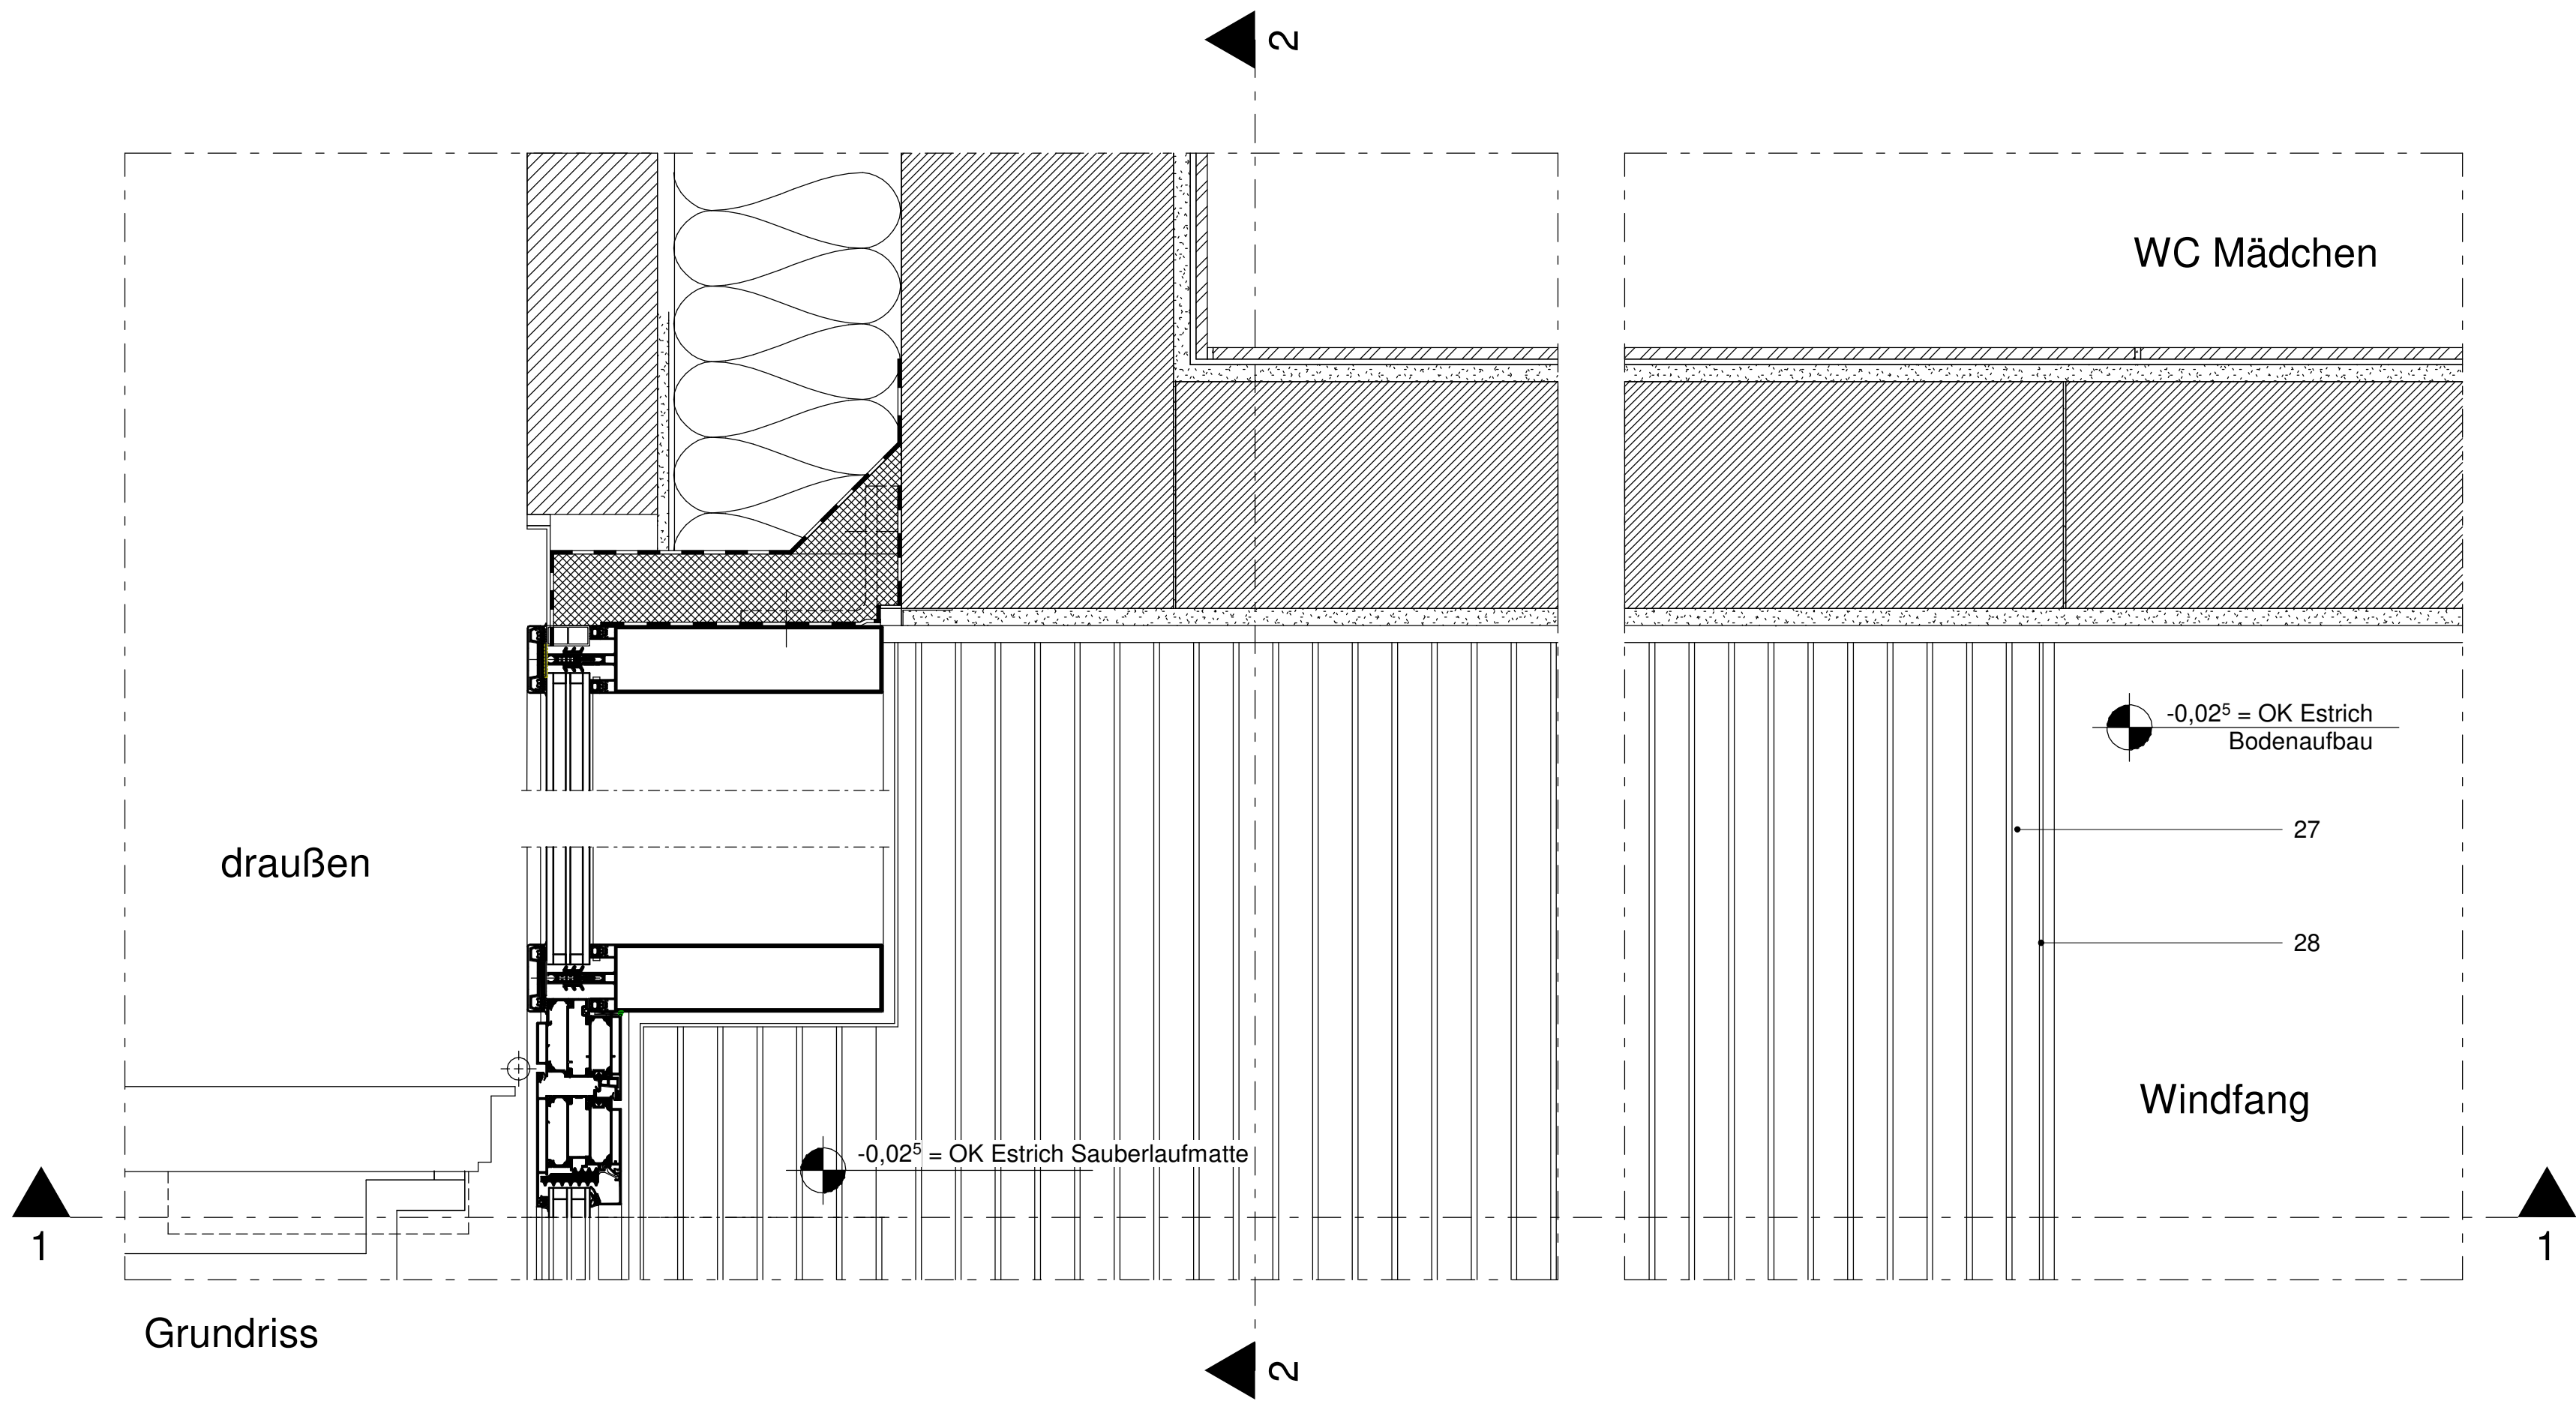 2
WC Mädchen
-0,02⁵ = OK Estrich
Bodenaufbau
27
draußen
28
Windfang
-0,02⁵ = OK Estrich Sauberlaufmatte
1
1
Grundriss
2